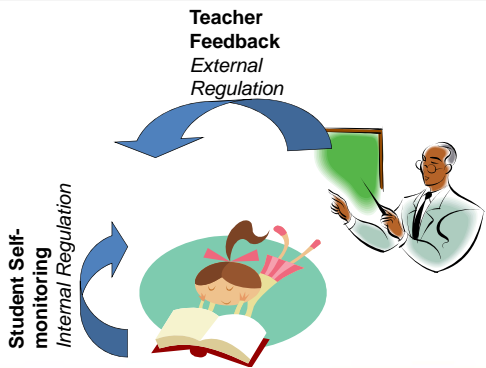 Teacher
Feedback
External
Regulation
Student Self-
monitoring
Internal Regulation